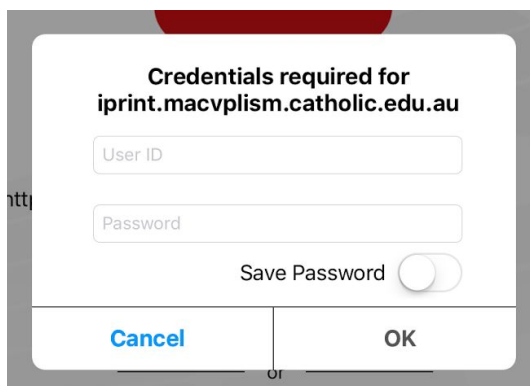 Credentials required for
iprint.macvplism.catholic.edu.au
User ID
Password
Save Password
Cancel
OK
or